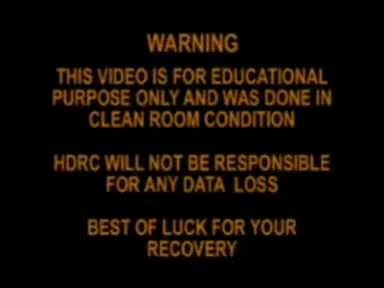 WARNING
THIS VIDEO IS FOR EDUCATIONAL
PURPOSE ONLY AND WAS DONE IN
CLEAN ROOM CONDITION
HDRC WILL NOT BE RESPONSIBLE
FOR ANY DATA LOSS
BEST OF LUCK FOR YOUR
RECOVERY